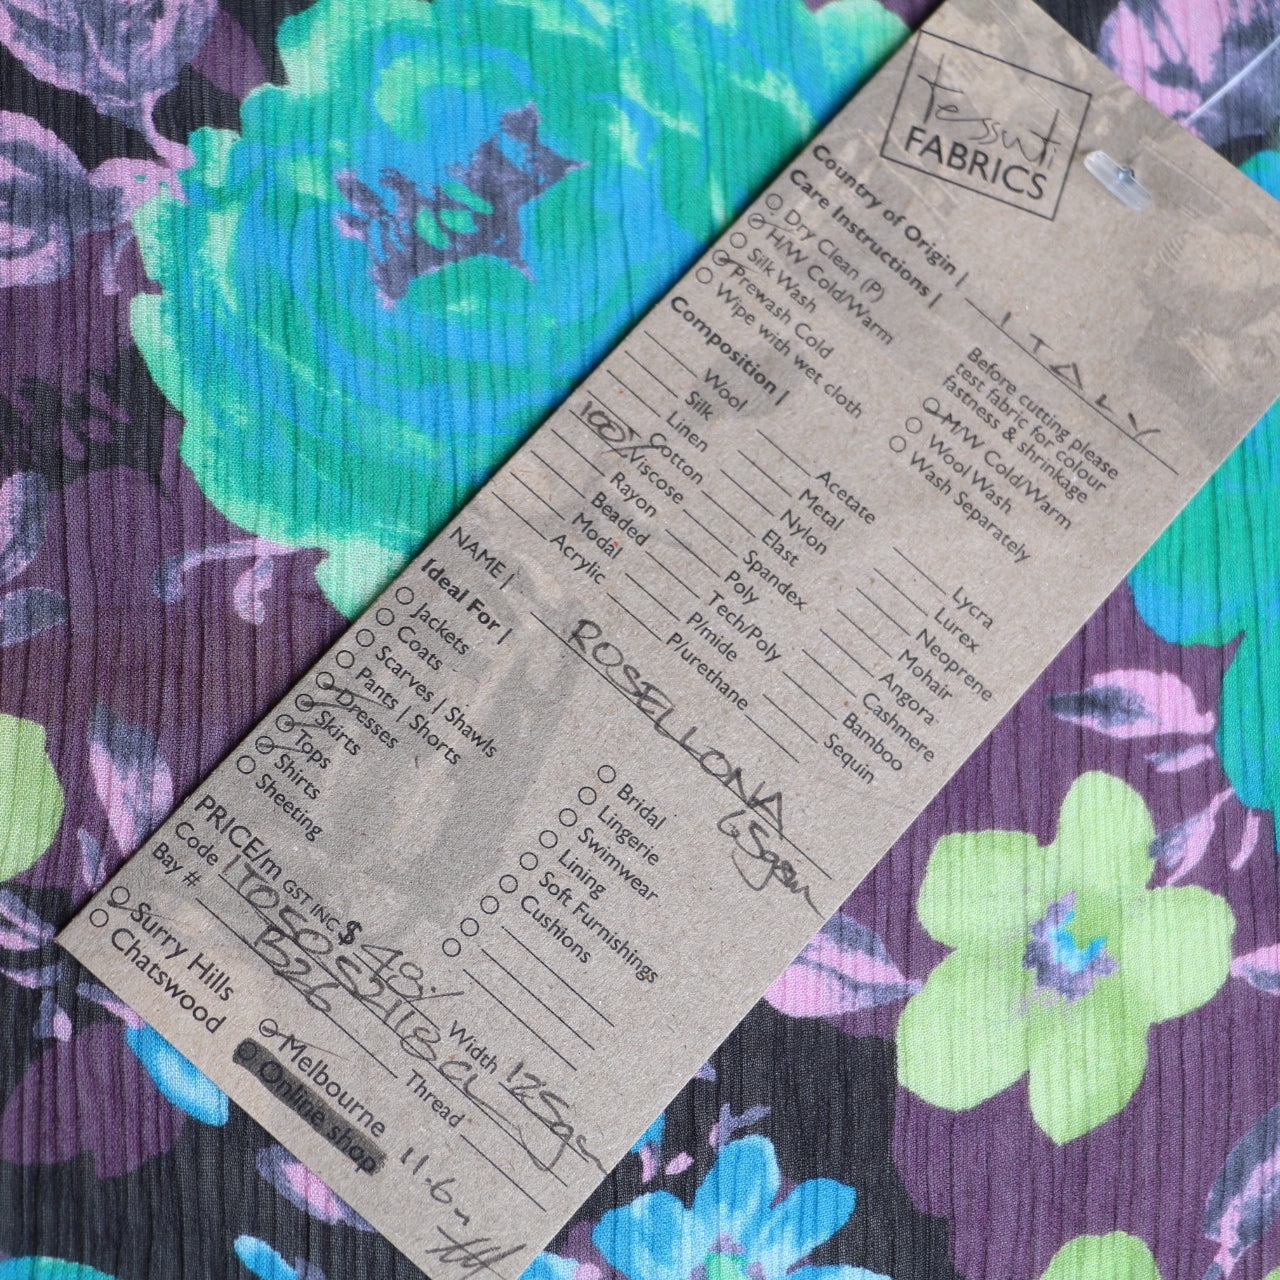 tessuti
FABRICS
Country of Origin | ITALY
Care Instructions |
Dry Clean (P)
H/W Cold/Warm
Silk Wash
Prewash Cold
Wipe with wet cloth
Before cutting please
test fabric for colour
fastness & shrinkage
M/W Cold/Warm
Wool Wash
Wash Separately
Composition |
Wool
Silk
Linen
Cotton
100% Viscose
Rayon
Beaded
Modal
Acrylic
Acetate
Metal
Nylon
Elast
Spandex
Poly
Tech/Poly
P/mide
P/urethane
Lycra
Lurex
Neoprene
Mohair
Angora
Cashmere
Bamboo
Sequin
NAME | ROSELLONA
Ideal For |
Jackets
Coats
Scarves | Shawls
Pants | Shorts
Dresses
Skirts
Tops
Shirts
Sheeting
Bridal
Lingerie
Swimwear
Lining
Soft Furnishings
Cushions
PRICE/m GST INC $ 48.
Width
Code
Bay # B26
Thread
Surry Hills
Chatswood
Melbourne
Online shop
11.6